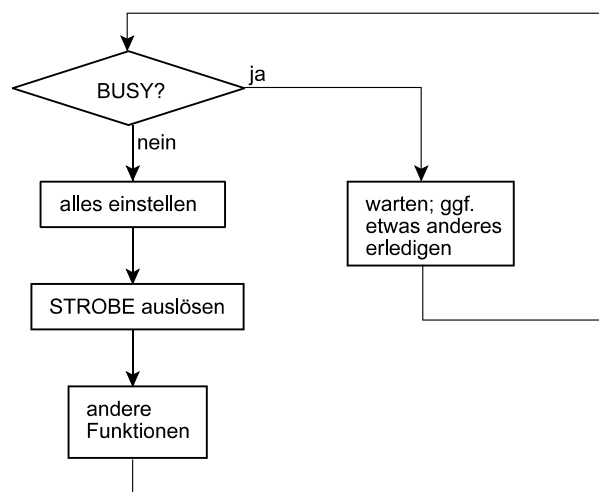 BUSY?
ja
nein
alles einstellen
warten; ggf.
etwas anderes
erledigen
STROBE auslösen
andere
Funktionen